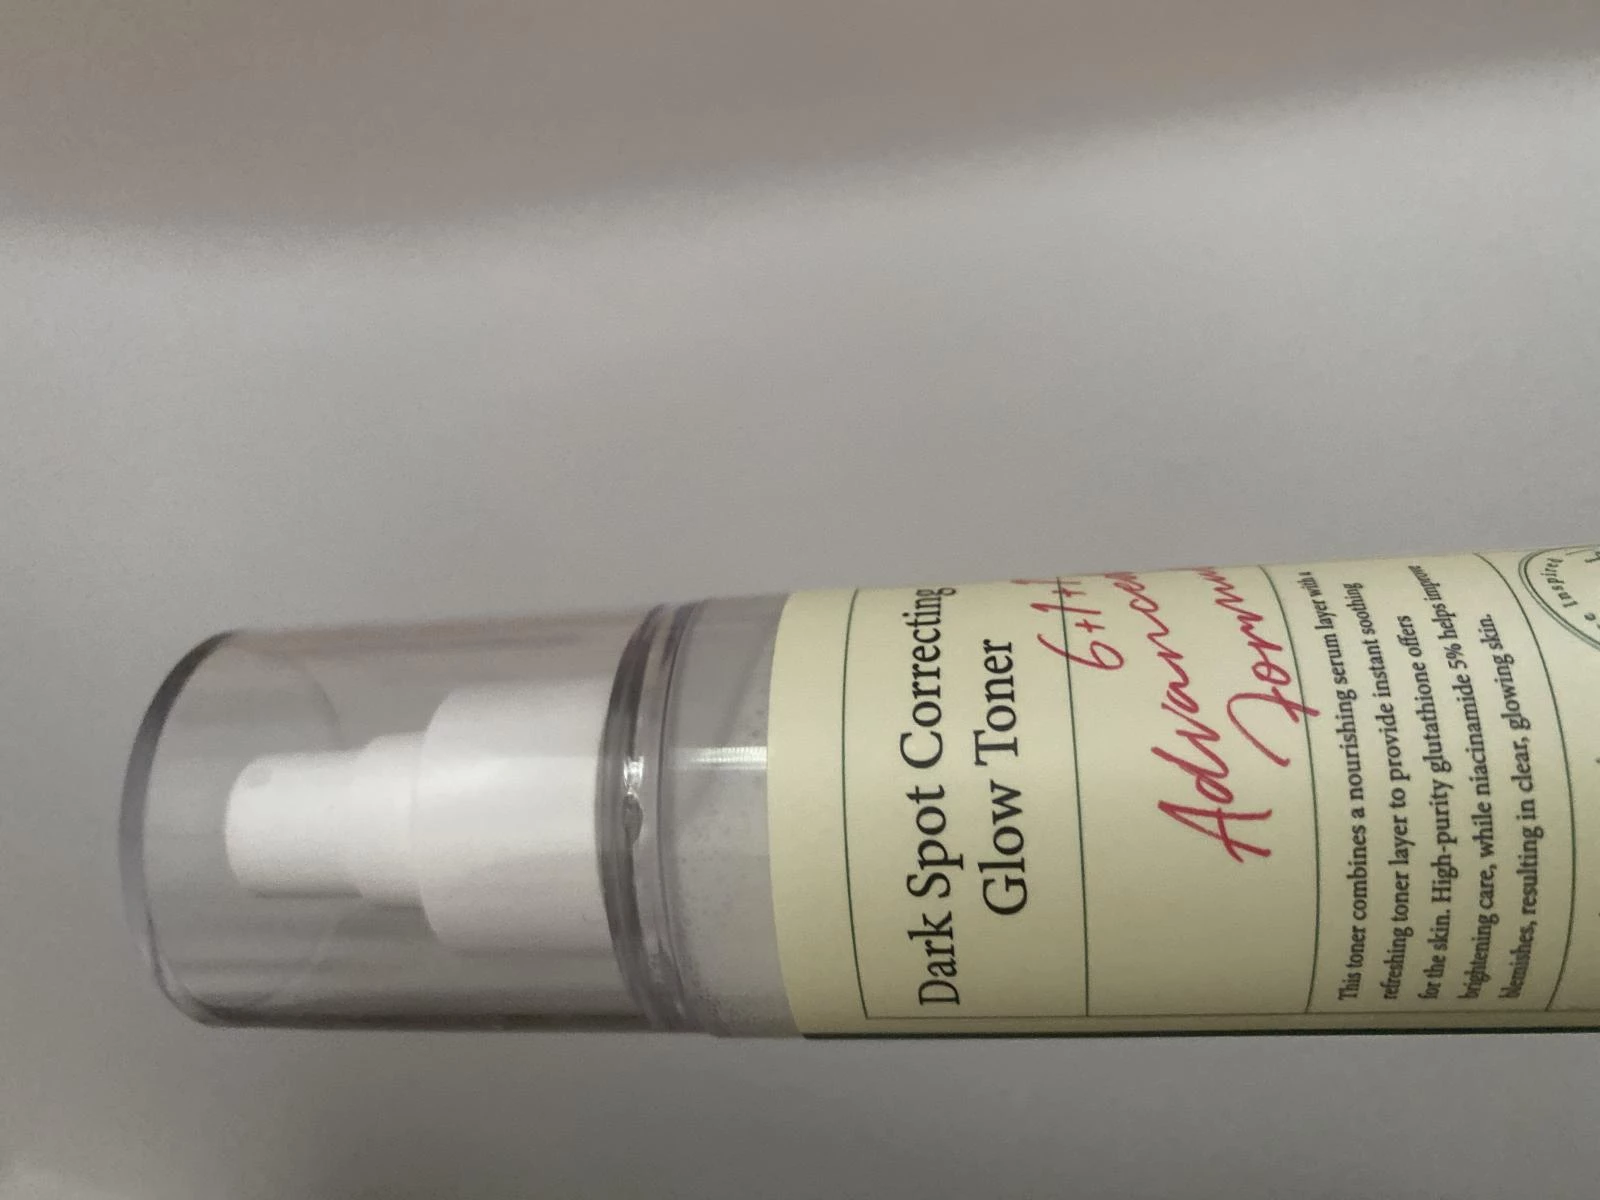 Dark Spot Correcting
Glow Toner
This toner combines a nourishing serum layer with a
refreshing toner layer to provide instant soothing
for the skin. High-purity glutathione offers
brightening care, while niacinamide 5% helps improve
blemishes, resulting in clear, glowing skin.